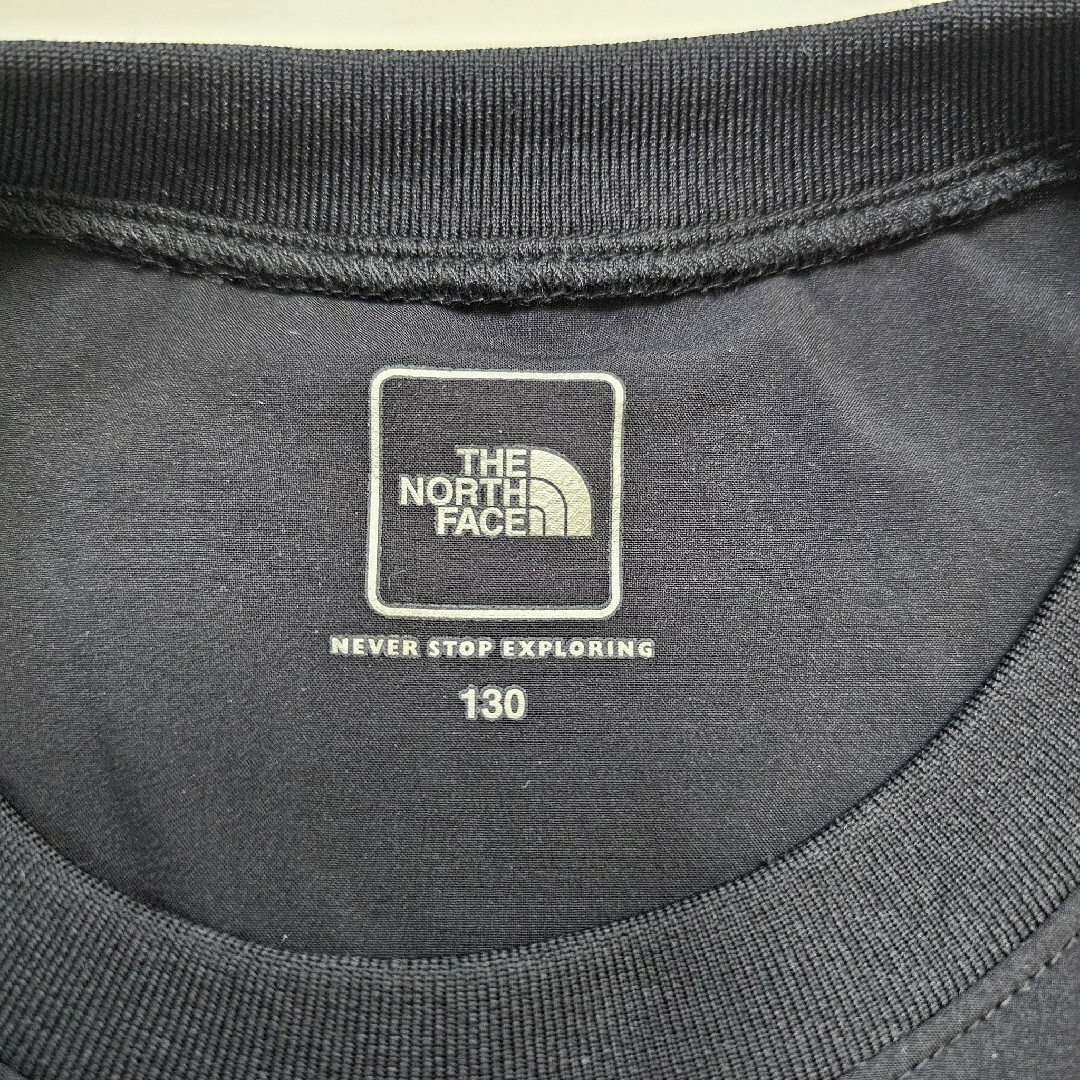 THE
NORTH
FACE
NEVER STOP EXPLORING
130